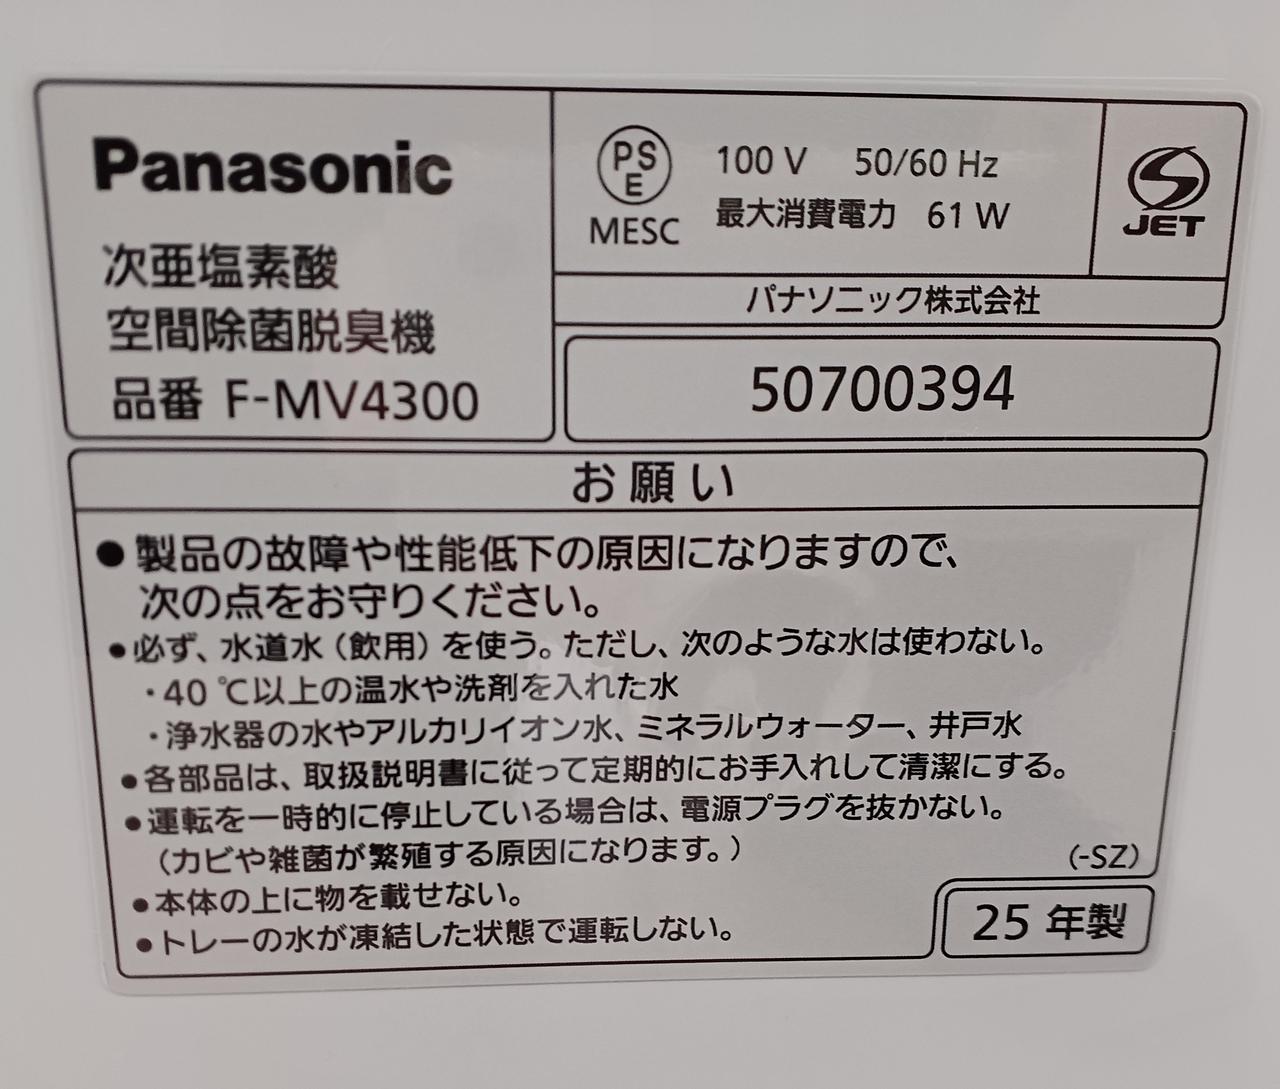 Panasonic
次亜塩素酸
空間除菌脱臭機
品番 F-MV4300
PSE
MESC
100 V 50/60 Hz
最大消費電力 61 W
JET
パナソニック株式会社
50700394
お願い
●製品の故障や性能低下の原因になりますので、
次の点をお守りください。
●必ず、水道水（飲用）を使う。ただし、次のような水は使わない。
・40 ℃以上の温水や洗剤を入れた水
・浄水器の水やアルカリイオン水、ミネラルウォーター、井戸水
●各部品は、取扱説明書に従って定期的にお手入れして清潔にする。
●運転を一時的に停止している場合は、電源プラグを抜かない。
（カビや雑菌が繁殖する原因になります。）
●本体の上に物を載せない。
●トレーの水が凍結した状態で運転しない。
(-SZ)
25 年製